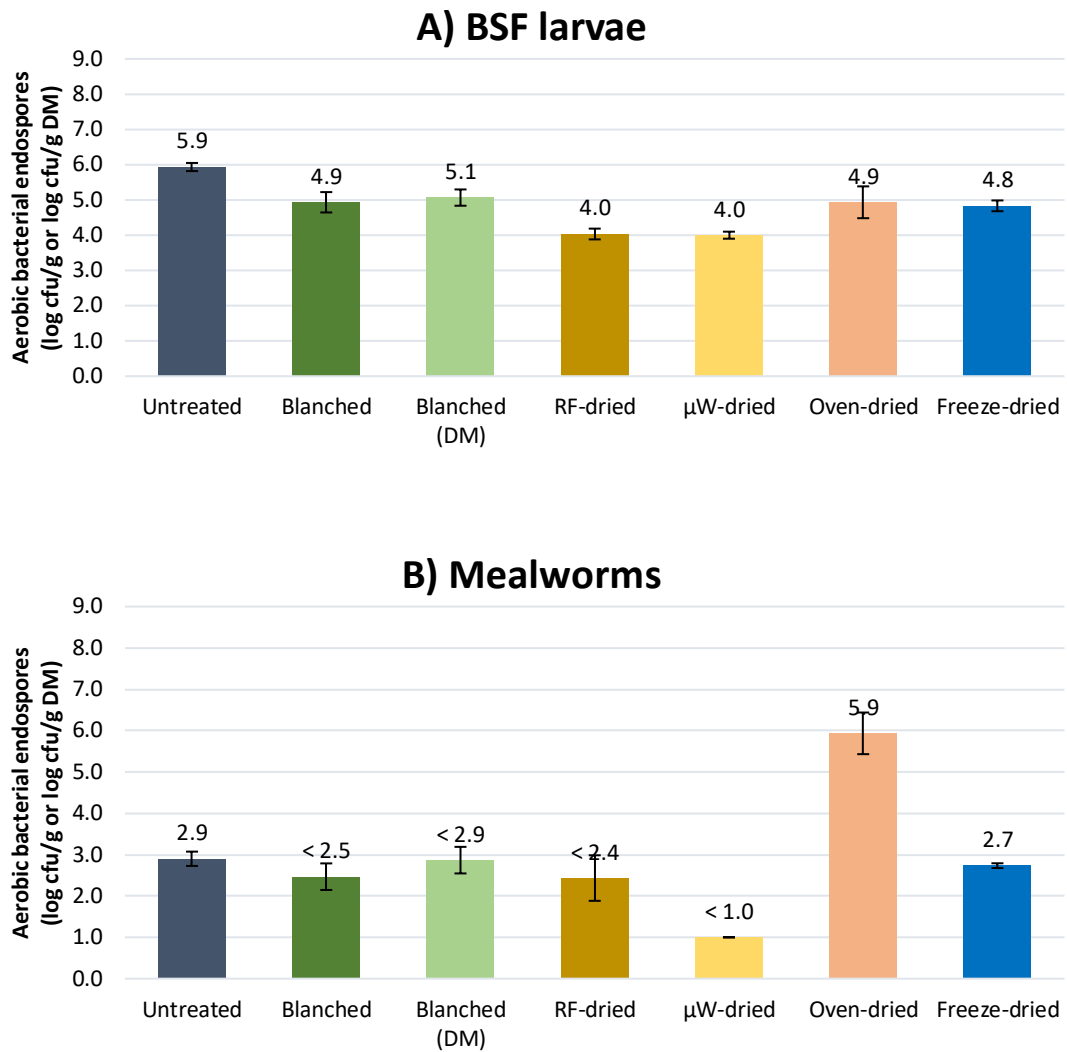 A) BSF larvae
Aerobic bacterial endospores
(log cfu/g or log cfu/g DM)
9.0
8.0
7.0
6.0
5.0
4.0
3.0
2.0
1.0
0.0
5.9
4.9
5.1
4.0
4.0
4.9
4.8
Untreated
Blanched
Blanched
(DM)
RF-dried
µW-dried
Oven-dried
Freeze-dried
B) Mealworms
Aerobic bacterial endospores
(log cfu/g or log cfu/g DM)
9.0
8.0
7.0
6.0
5.0
4.0
3.0
2.0
1.0
0.0
2.9
< 2.5
< 2.9
< 2.4
< 1.0
5.9
2.7
Untreated
Blanched
Blanched
(DM)
RF-dried
µW-dried
Oven-dried
Freeze-dried